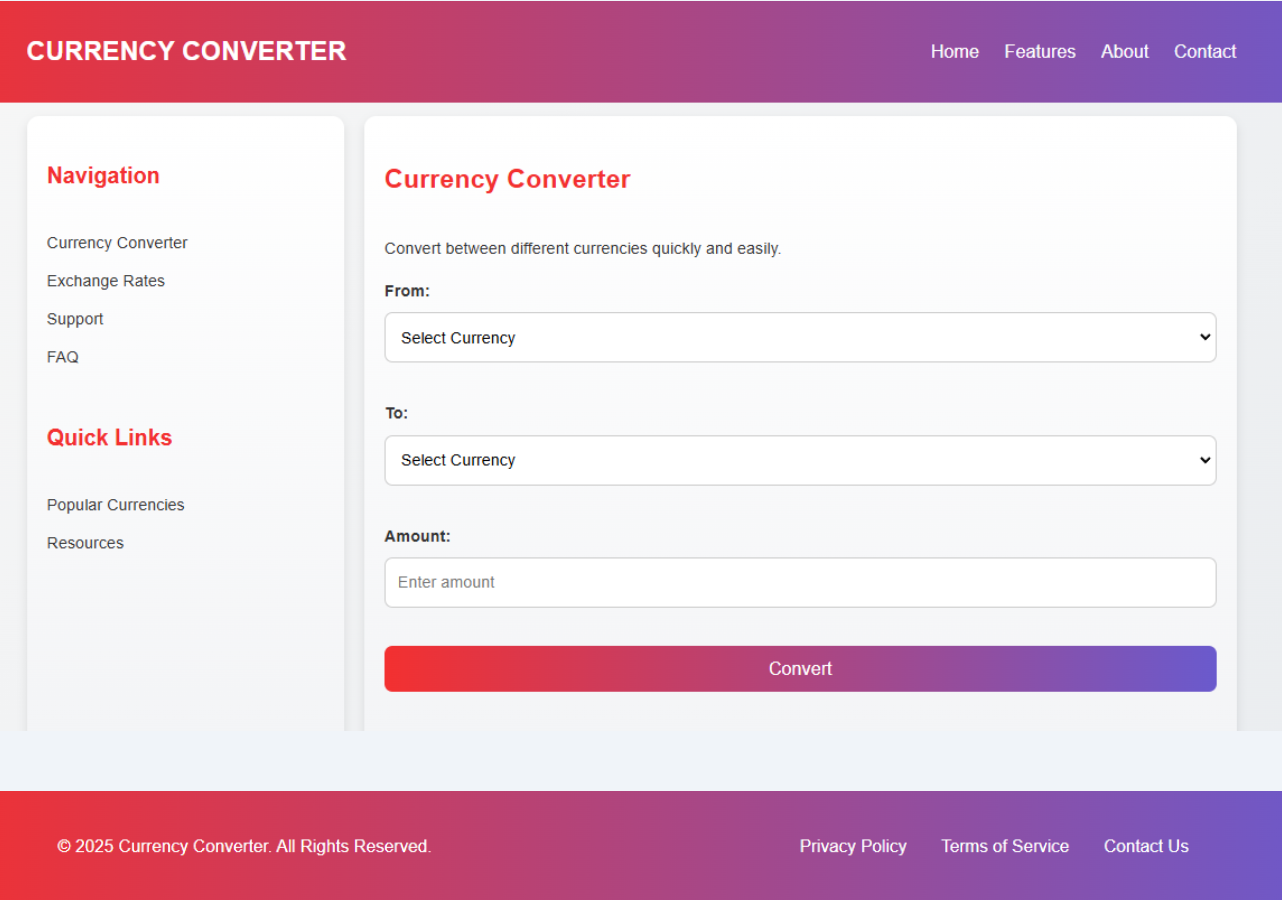 CURRENCY CONVERTER
Home Features About Contact
Navigation
Currency Converter
Exchange Rates
Support
FAQ
Quick Links
Popular Currencies
Resources
Currency Converter
Convert between different currencies quickly and easily.
From:
Select Currency
To:
Select Currency
Amount:
Enter amount
Convert
© 2025 Currency Converter. All Rights Reserved.
Privacy Policy Terms of Service Contact Us